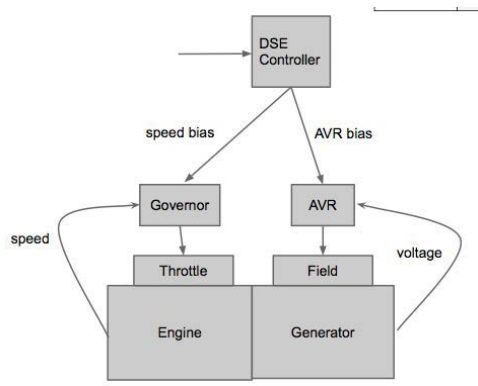 DSE
Controller
speed bias
AVR bias
Governor
AVR
speed
voltage
Throttle
Field
Engine
Generator